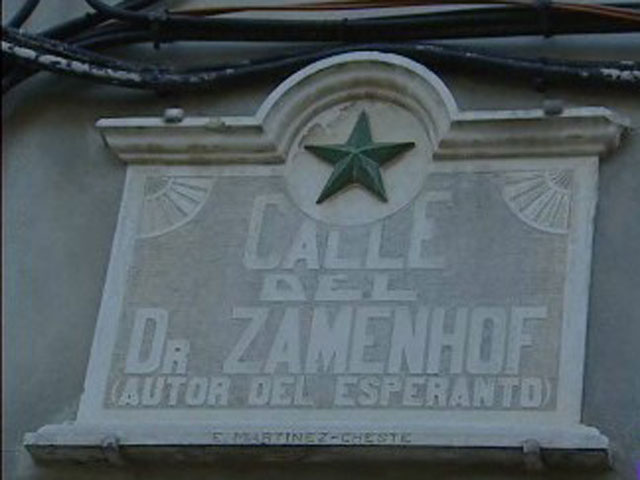 CALLE
DEL
DR ZAMENHOF
(AUTOR DEL ESPERANTO)
F. MARTINEZ-CHESTE